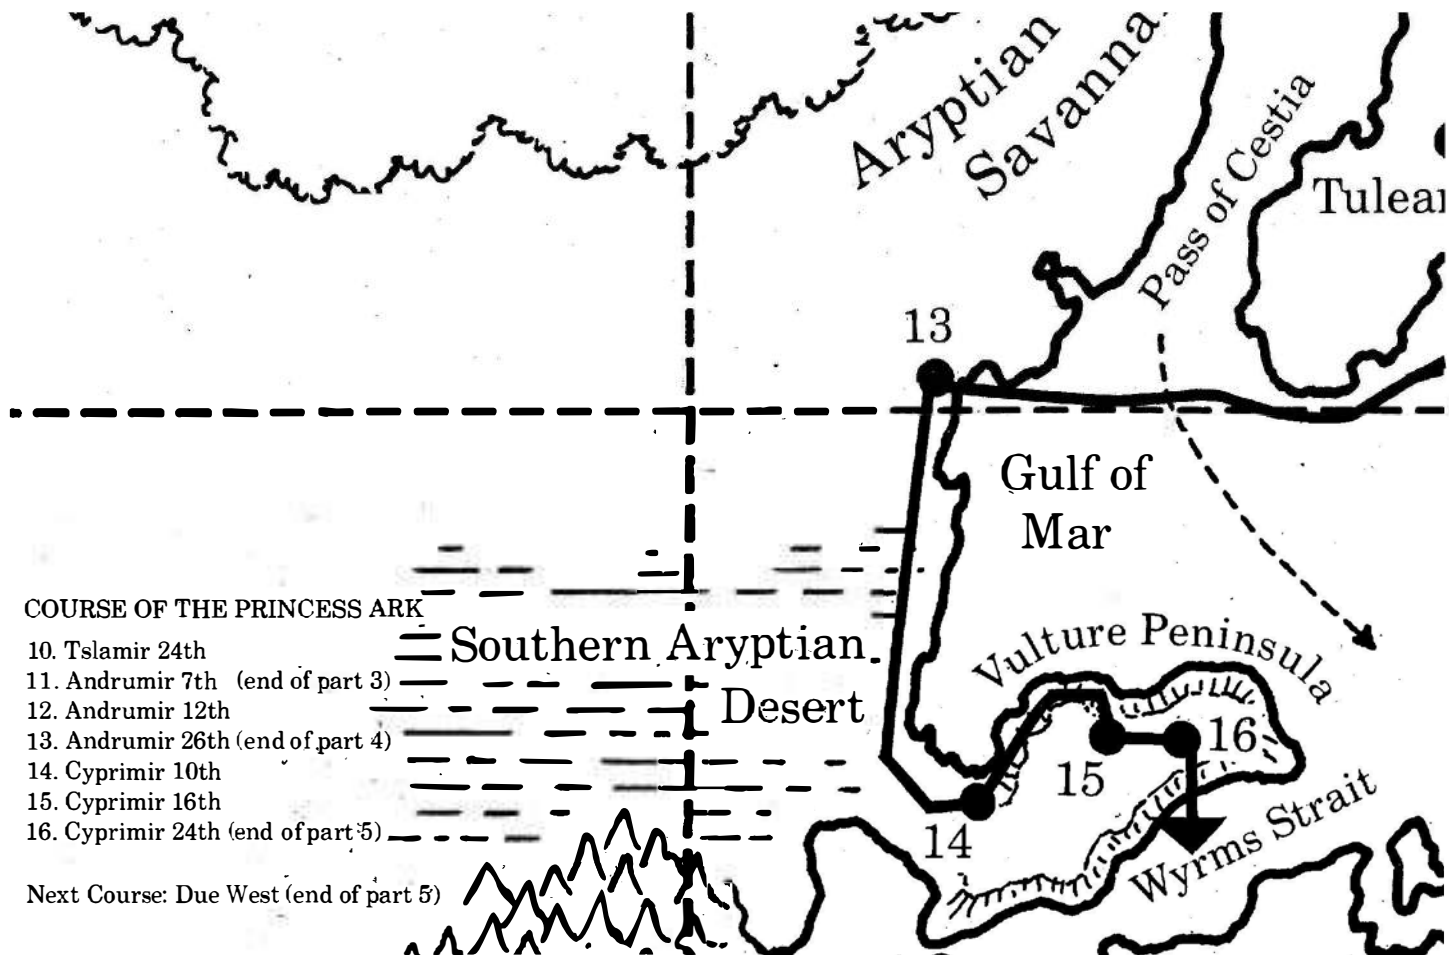 Aryptian
Savanna
Pass of Cestia
13
Gulf of
Mar
COURSE OF THE PRINCESS ARK
10. Tslamir 24th
11. Andrumir 7th (end of part 3)
12. Andrumir 12th
13. Andrumir 26th (end of part 4)
14. Cyprimir 10th
15. Cyprimir 16th
16. Cyprimir 24th (end of part 5)
Next Course: Due West (end of part 5)
Southern Aryptian
Desert
Vulture Peninsula
16
15
14
Wyrms Strait